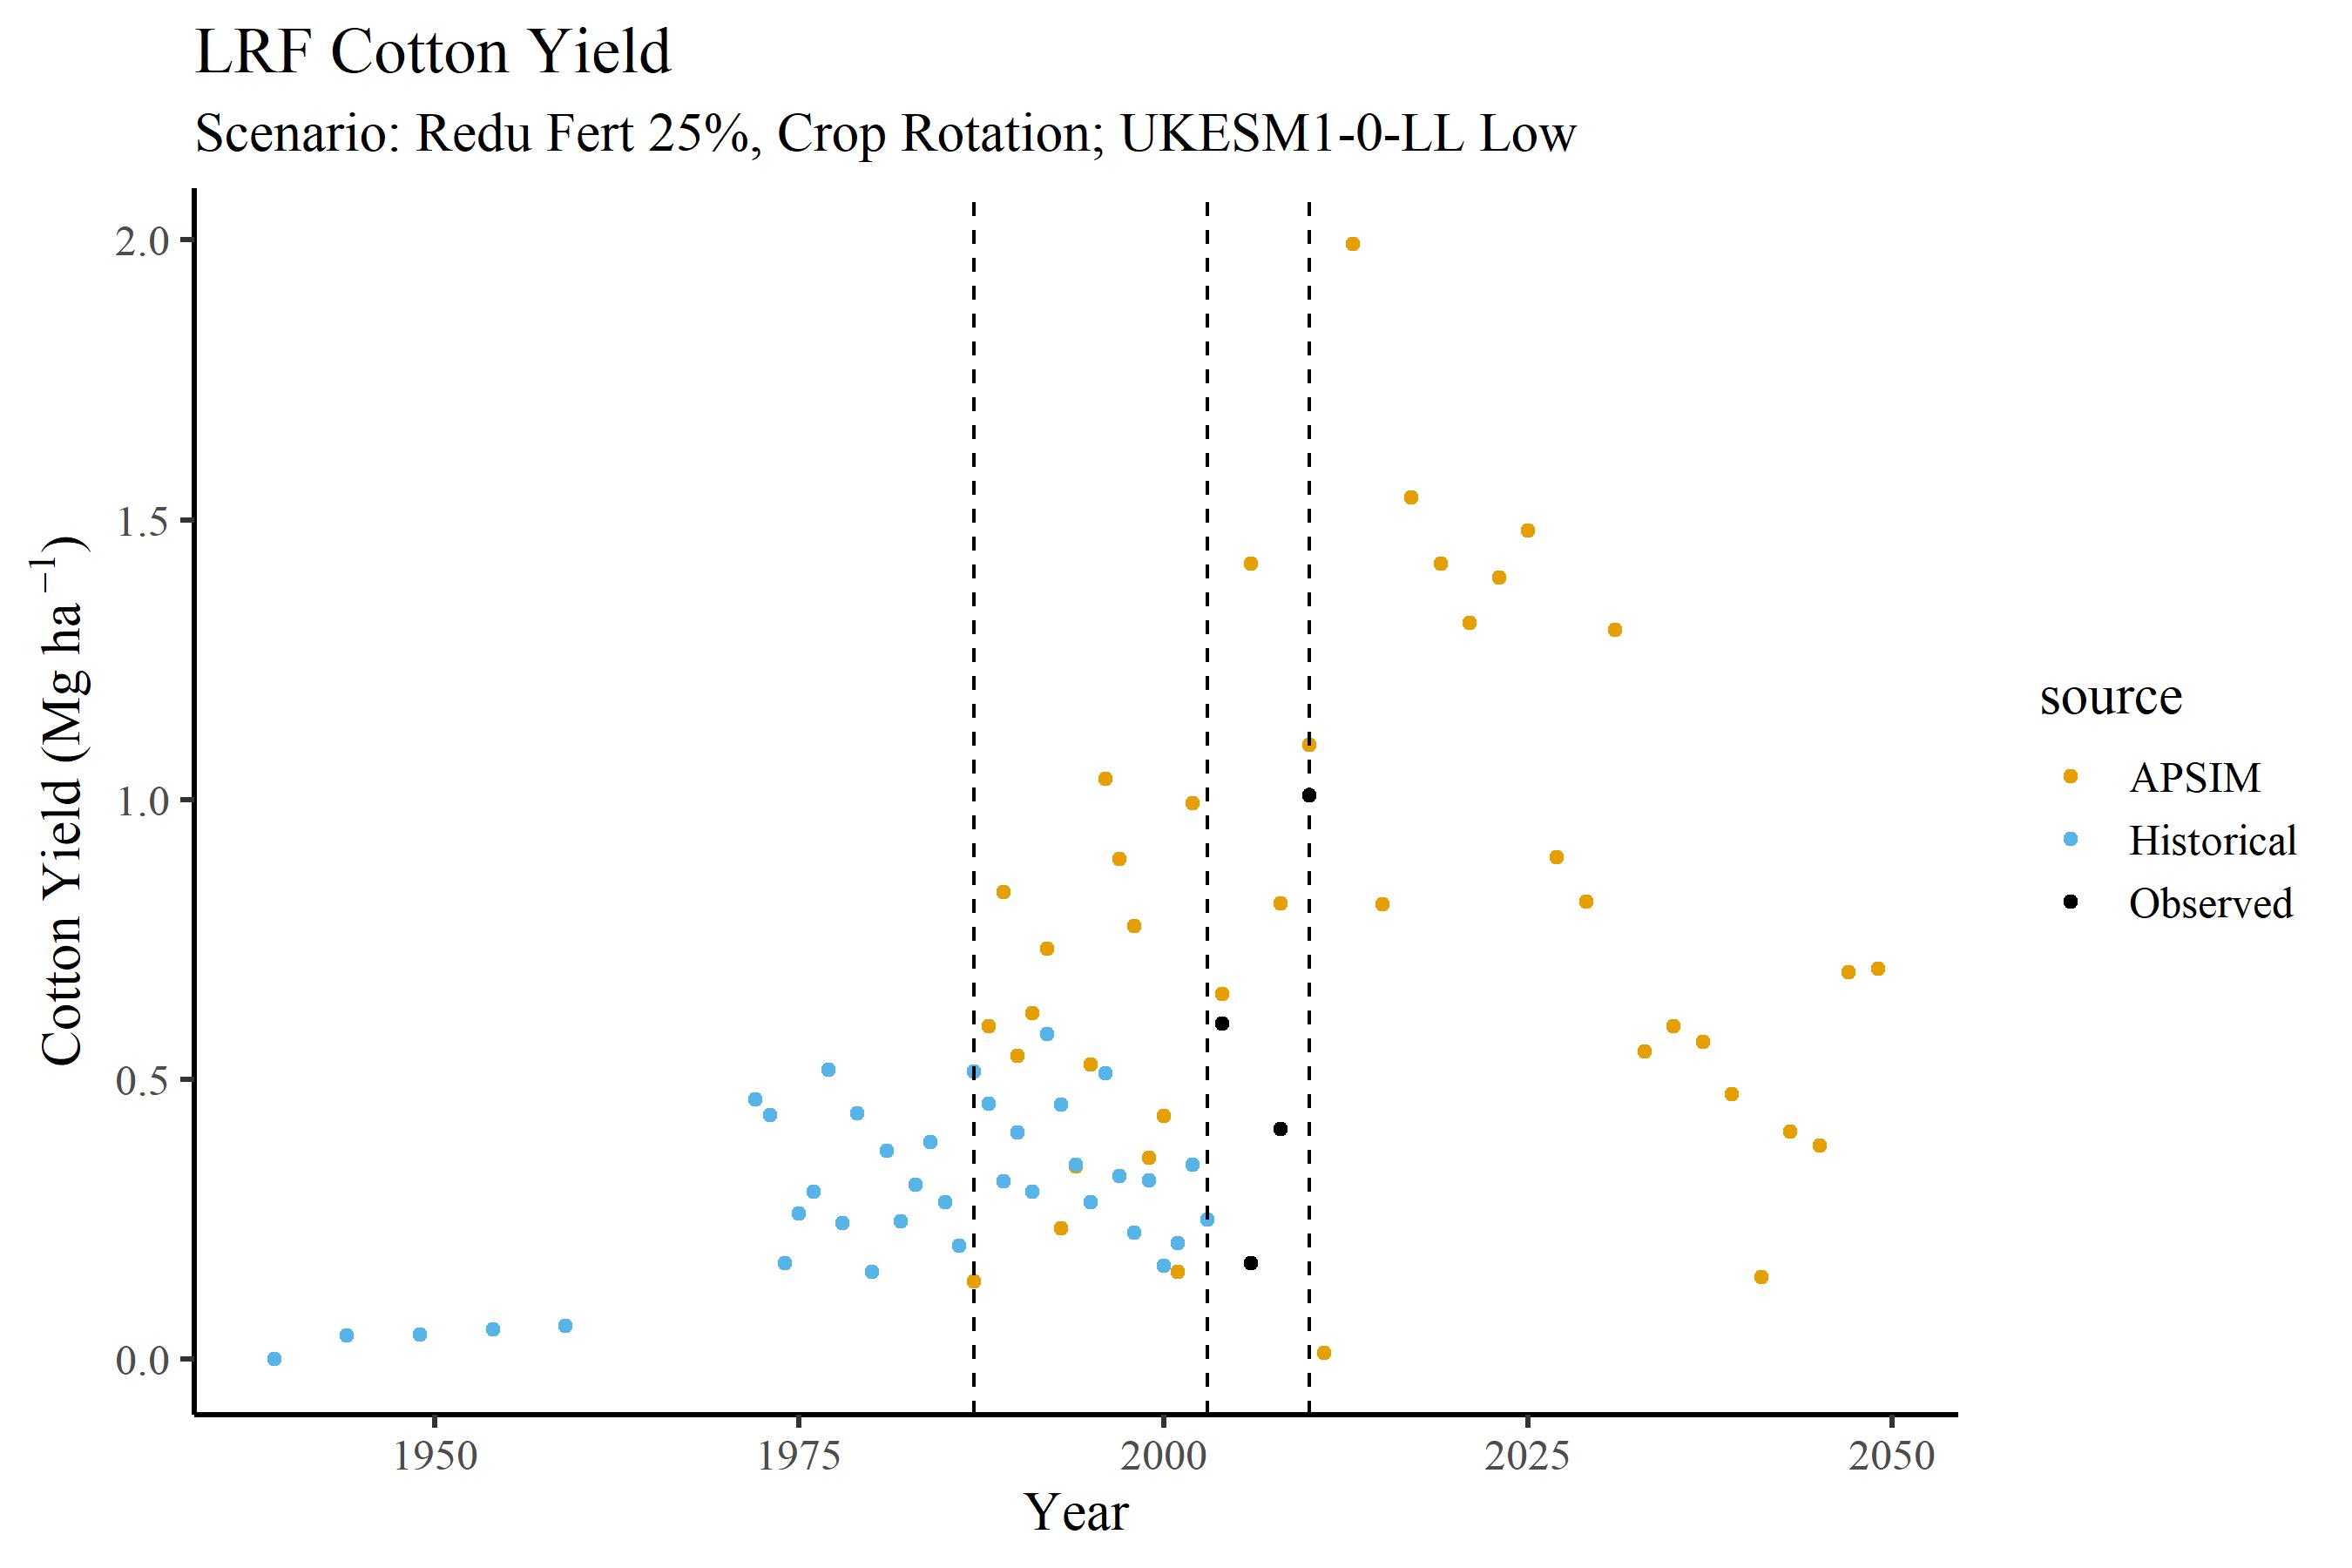 LRF Cotton Yield
Scenario: Redu Fert 25%, Crop Rotation; UKESM1-0-LL Low
Cotton Yield (Mg ha⁻¹)
2.0
1.5
1.0
0.5
0.0
1950 1975 2000 2025 2050
Year
source
APSIM
Historical
Observed